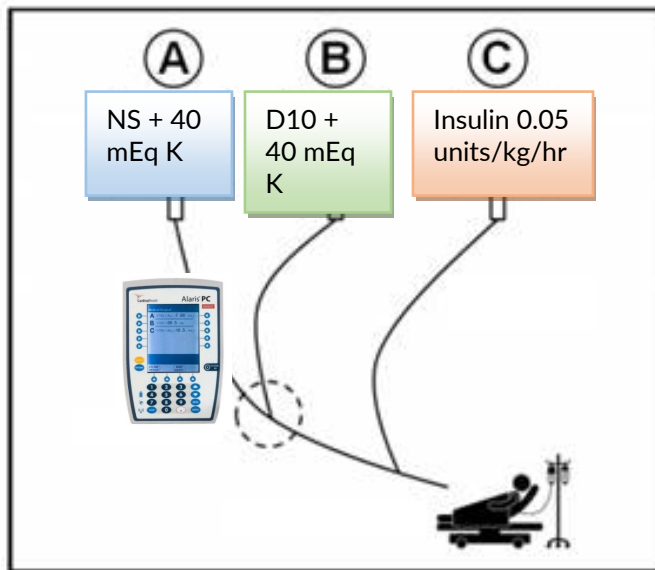 A
B
C
NS + 40
mEq K
D10 +
40 mEq
K
Insulin 0.05
units/kg/hr
Alaris PC
A
B
C